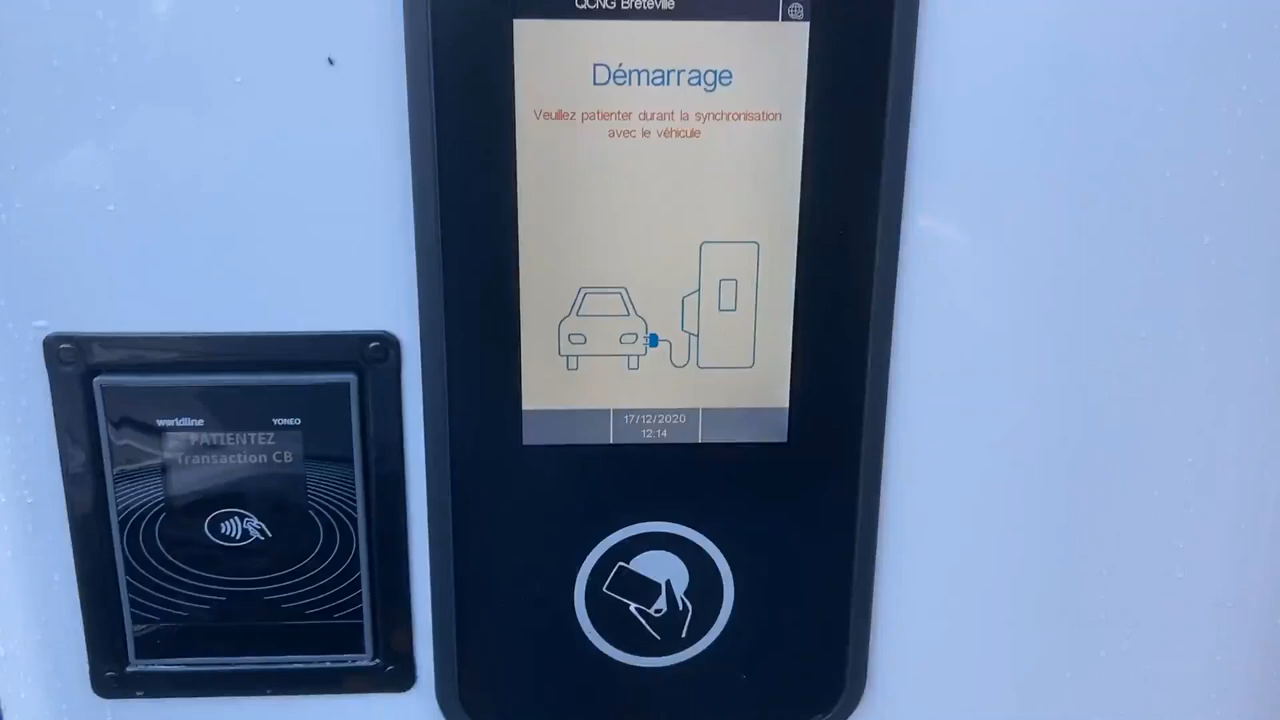 QCNG Breteville
Démarrage
Veuillez patienter durant la synchronisation
avec le véhicule
17/12/2020
12:14
worldline YONEO
PATIENTEZ
Transaction CB